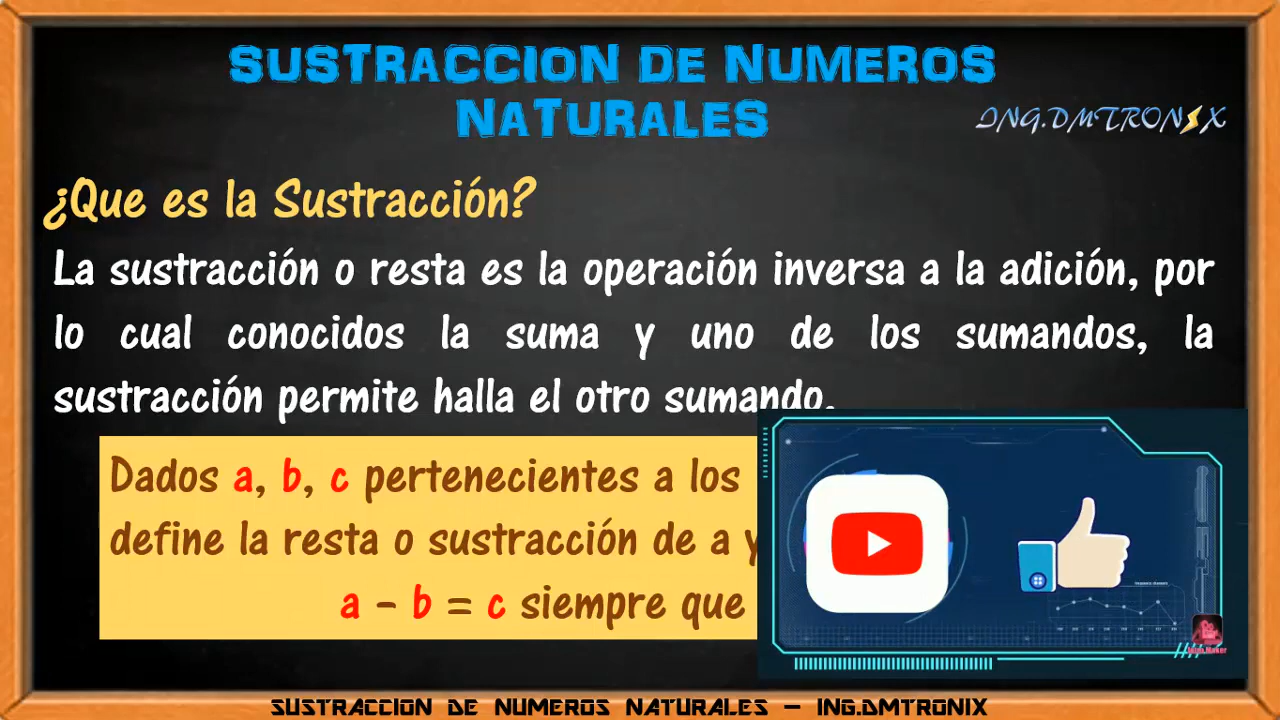 SUSTRACCION DE NUMEROS
NATURALES
ING.DMTRONIX
¿Que es la Sustracción?
La sustracción o resta es la operación inversa a la adición, por
lo cual conocidos la suma y uno de los sumandos, la
sustracción permite halla el otro sumando.
Dados a, b, c pertenecientes a los
define la resta o sustracción de a y
a - b = c siempre que
SUSTRACCION DE NUMEROS NATURALES - ING.DMTRONIX